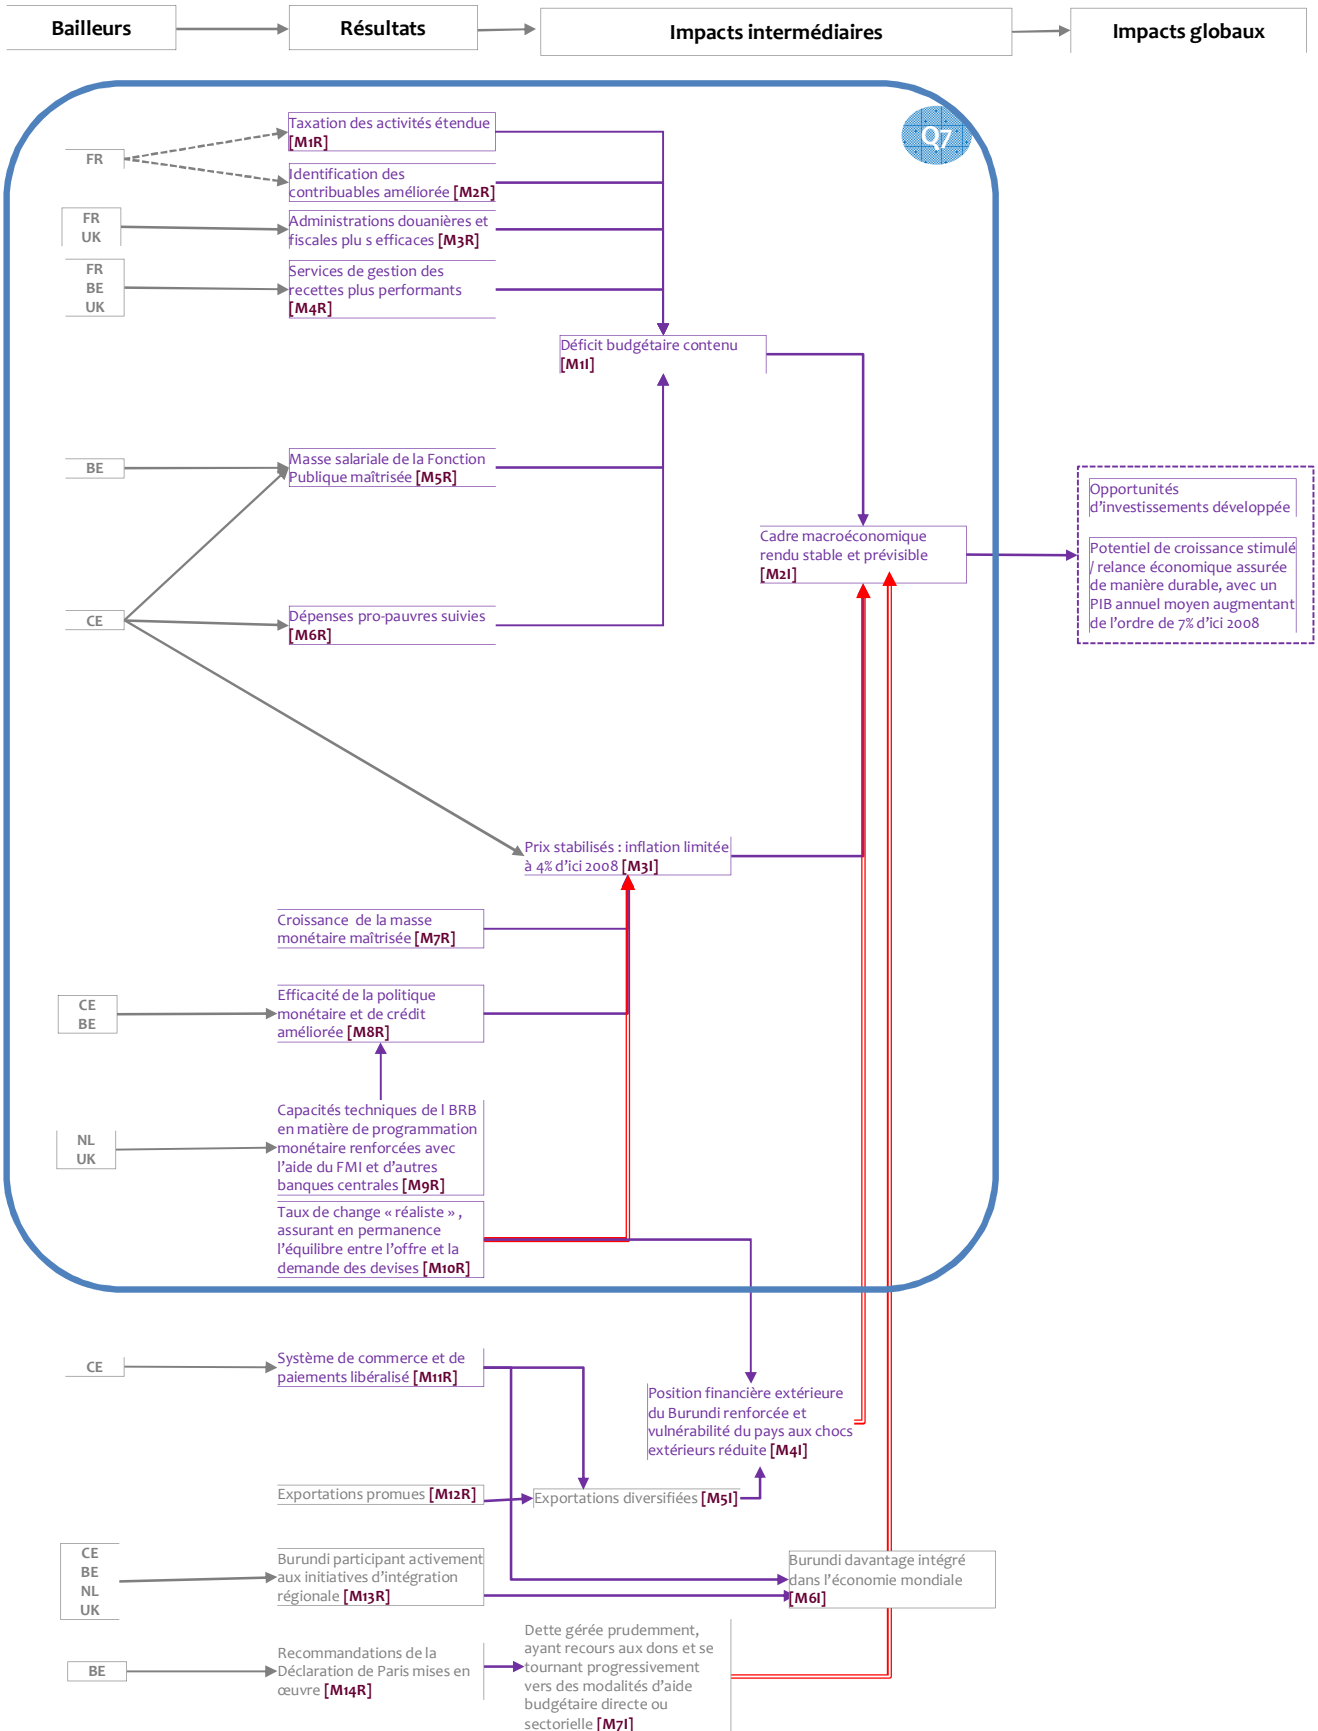 Bailleurs
Résultats
Impacts intermédiaires
Impacts globaux
Q7
FR
Taxation des activités étendue
[M1R]
Identification des
contribuables améliorée [M2R]
FR
UK
Administrations douanières et
fiscales plu s efficaces [M3R]
FR
BE
UK
Services de gestion des
recettes plus performants
[M4R]
Déficit budgétaire contenu
[M1I]
BE
Masse salariale de la Fonction
Publique maîtrisée [M5R]
Cadre macroéconomique
rendu stable et prévisible
[M2I]
Opportunités
d'investissements développée
Potentiel de croissance stimulé
/ relance économique assurée
de manière durable, avec un
PIB annuel moyen augmentant
de l'ordre de 7% d'ici 2008
CE
Dépenses pro-pauvres suivies
[M6R]
Prix stabilisés : inflation limitée
à 4% d'ici 2008 [M3I]
Croissance  de la masse
monétaire maîtrisée [M7R]
CE
BE
Efficacité de la politique
monétaire et de crédit
améliorée [M8R]
NL
UK
Capacités techniques de l BRB
en matière de programmation
monétaire renforcées avec
l'aide du FMI et d'autres
banques centrales [M9R]
Taux de change « réaliste » ,
assurant en permanence
l'équilibre entre l'offre et la
demande des devises [M10R]
CE
Système de commerce et de
paiements libéralisé [M11R]
Position financière extérieure
du Burundi renforcée et
vulnérabilité du pays aux chocs
extérieurs réduite [M4I]
Exportations promues [M12R]
Exportations diversifiées [M5I]
CE
BE
NL
UK
Burundi participant activement
aux initiatives d'intégration
régionale [M13R]
Burundi davantage intégré
dans l'économie mondiale
[M6I]
BE
Recommandations de la
Déclaration de Paris mises en
œuvre [M14R]
Dette gérée prudemment,
ayant recours aux dons et se
tournant progressivement
vers des modalités d'aide
budgétaire directe ou
sectorielle [M7I]